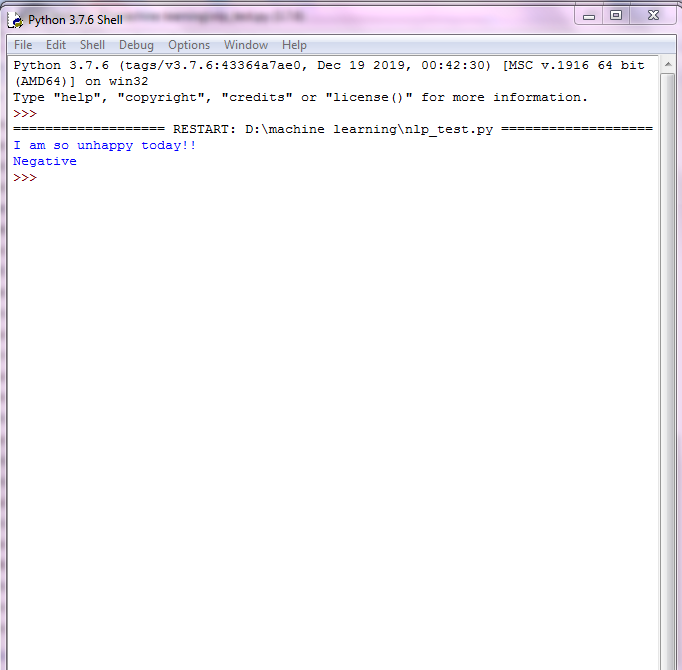 Python 3.7.6 Shell
File Edit Shell Debug Options Window Help
Python 3.7.6 (tags/v3.7.6:43364a7ae0, Dec 19 2019, 00:42:30) [MSC v.1916 64 bit
(AMD64)] on win32
Type "help", "copyright", "credits" or "license()" for more information.
>>>
=================== RESTART: D:\machine learning\nlp_test.py ===================
I am so unhappy today!!
Negative
>>>